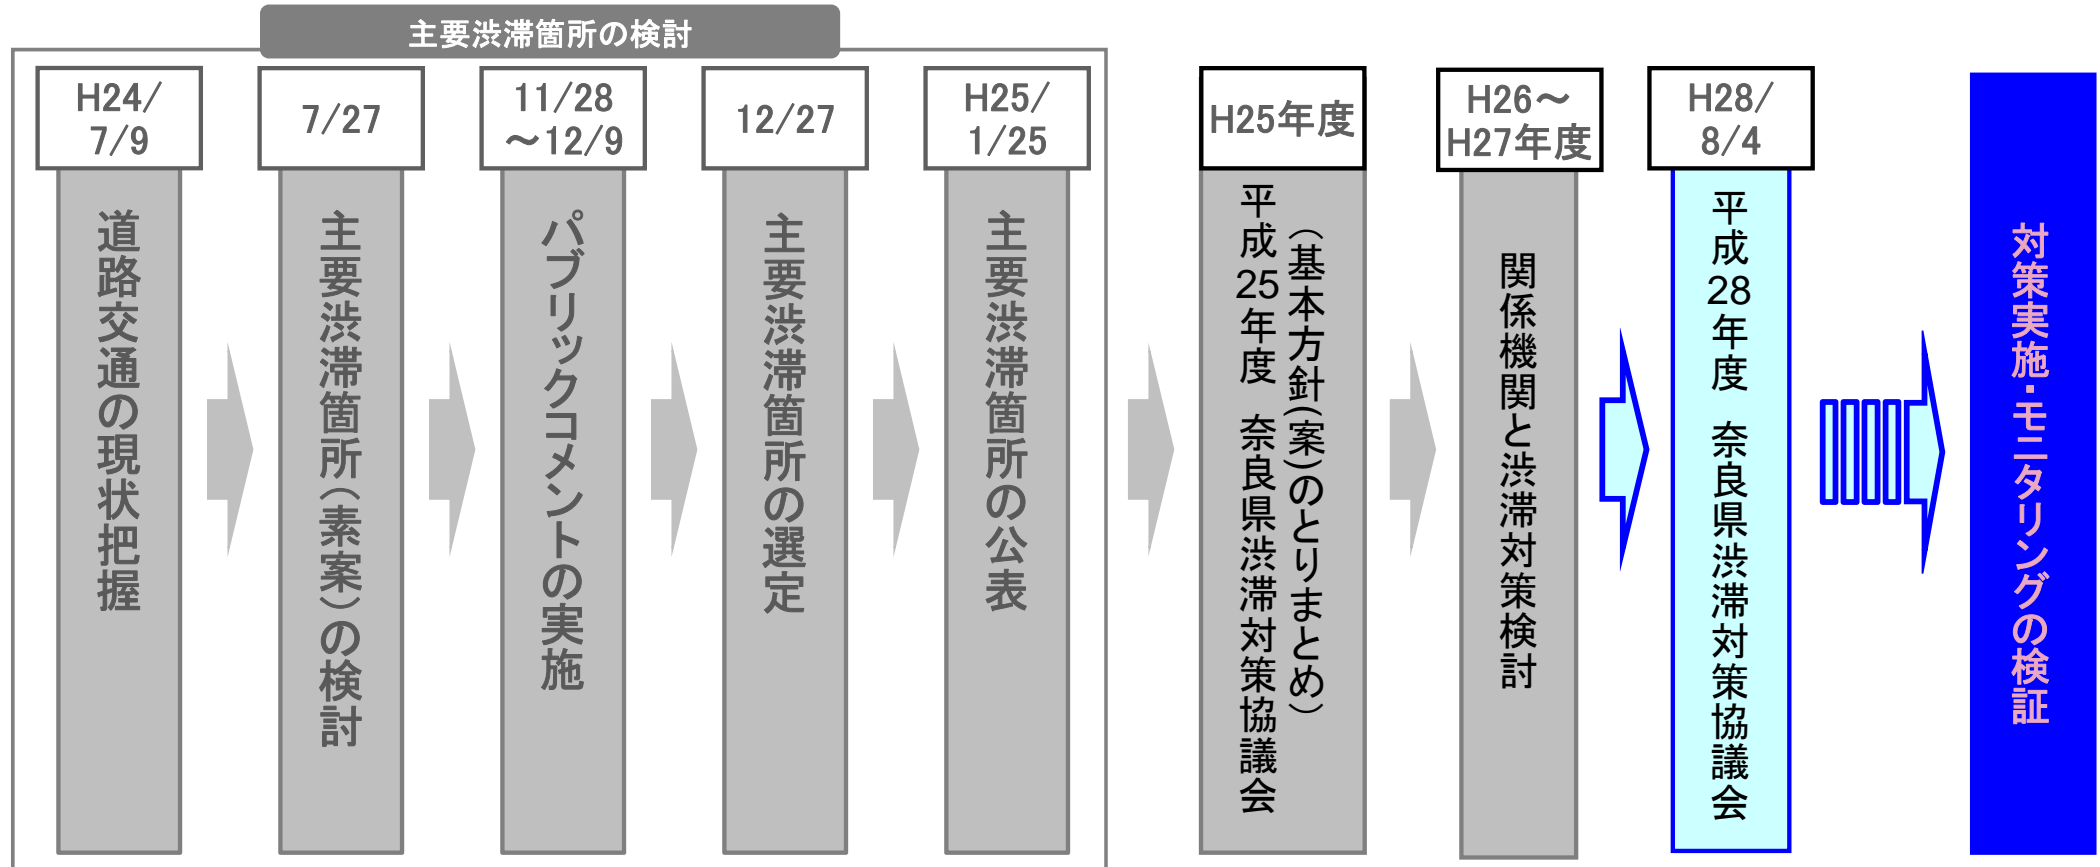 主要渋滞箇所の検討
H24/
7/9
道路交通の現状把握
7/27
主要渋滞箇所（素案）の検討
11/28
～12/9
パブリックコメントの実施
12/27
主要渋滞箇所の選定
H25/
1/25
主要渋滞箇所の公表
H25年度
平成25年度 奈良県渋滞対策協議会
（基本方針(案)のとりまとめ）
H26～
H27年度
関係機関と渋滞対策検討
H28/
8/4
平成28年度 奈良県渋滞対策協議会
対策実施・モニタリングの検証